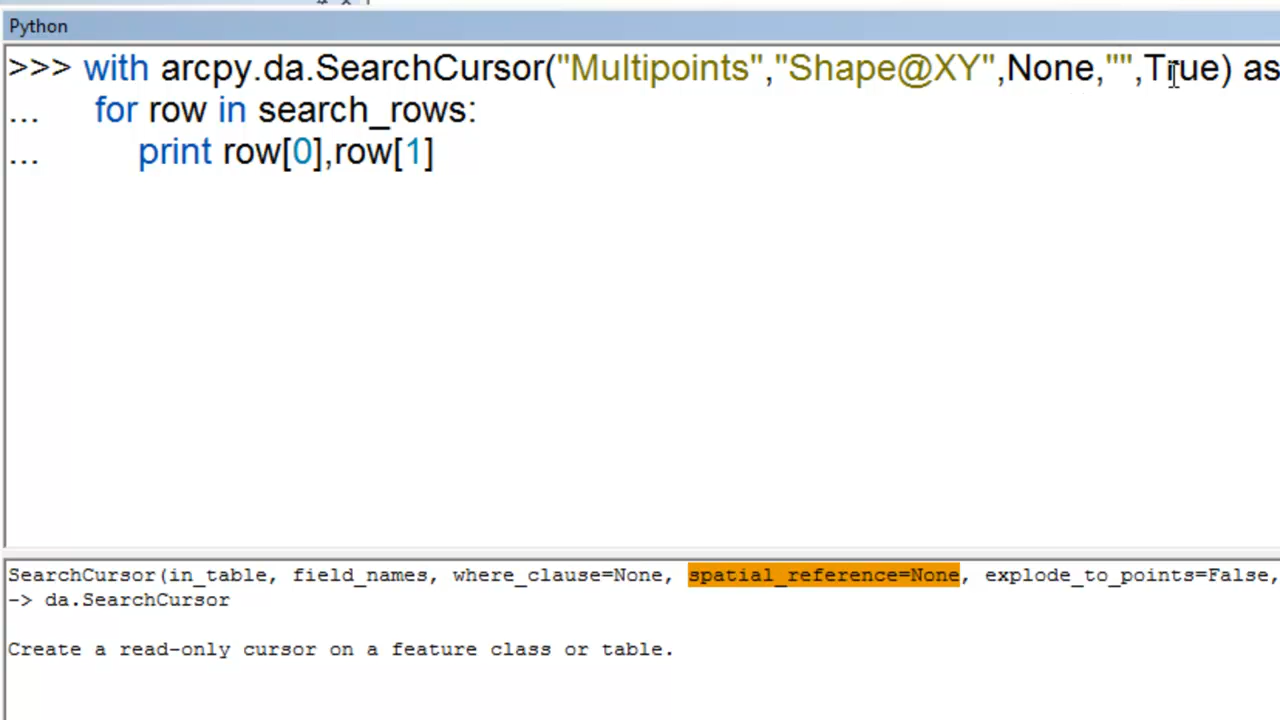 Python
>>> with arcpy.da.SearchCursor("Multipoints","Shape@XY",None,"",True) as
... for row in search_rows:
... print row[0],row[1]
SearchCursor(in_table, field_names, where_clause=None, spatial_reference=None, explode_to_points=False,
-> da.SearchCursor
Create a read-only cursor on a feature class or table.